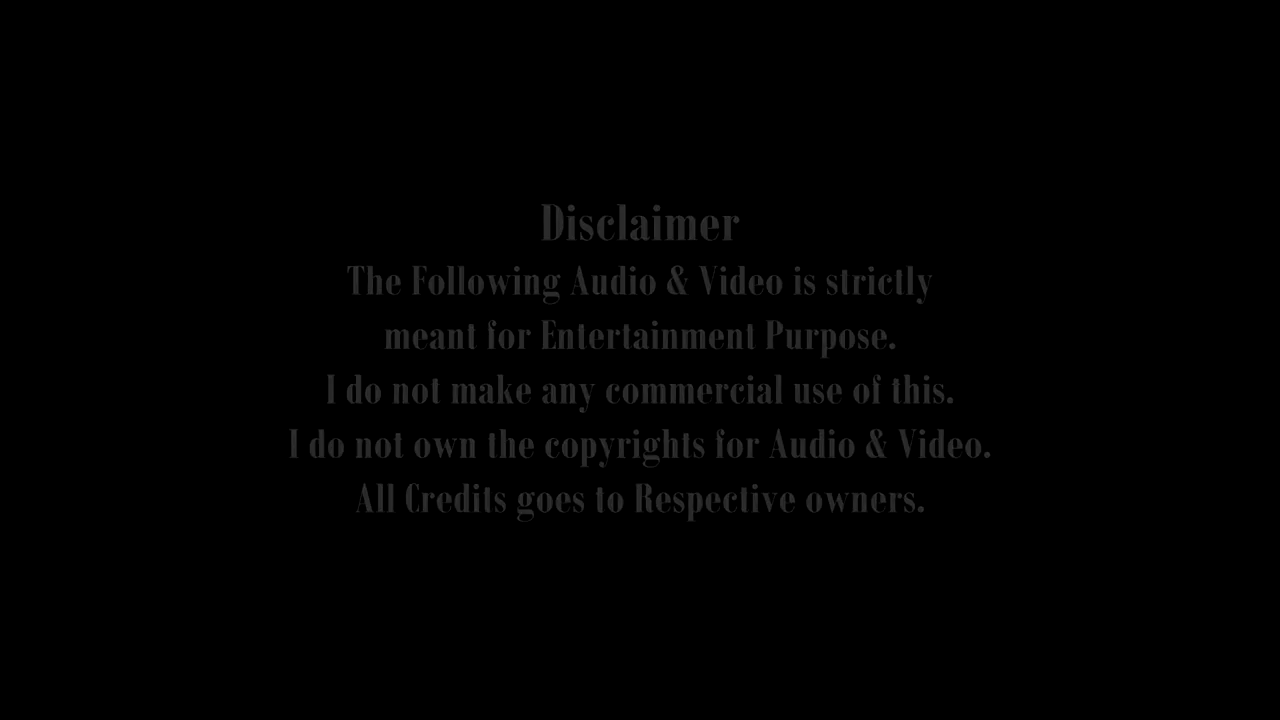 Disclaimer
The Following Audio & Video is strictly
meant for Entertainment Purpose.
I do not make any commercial use of this.
I do not own the copyrights for Audio & Video.
All Credits goes to Respective owners.